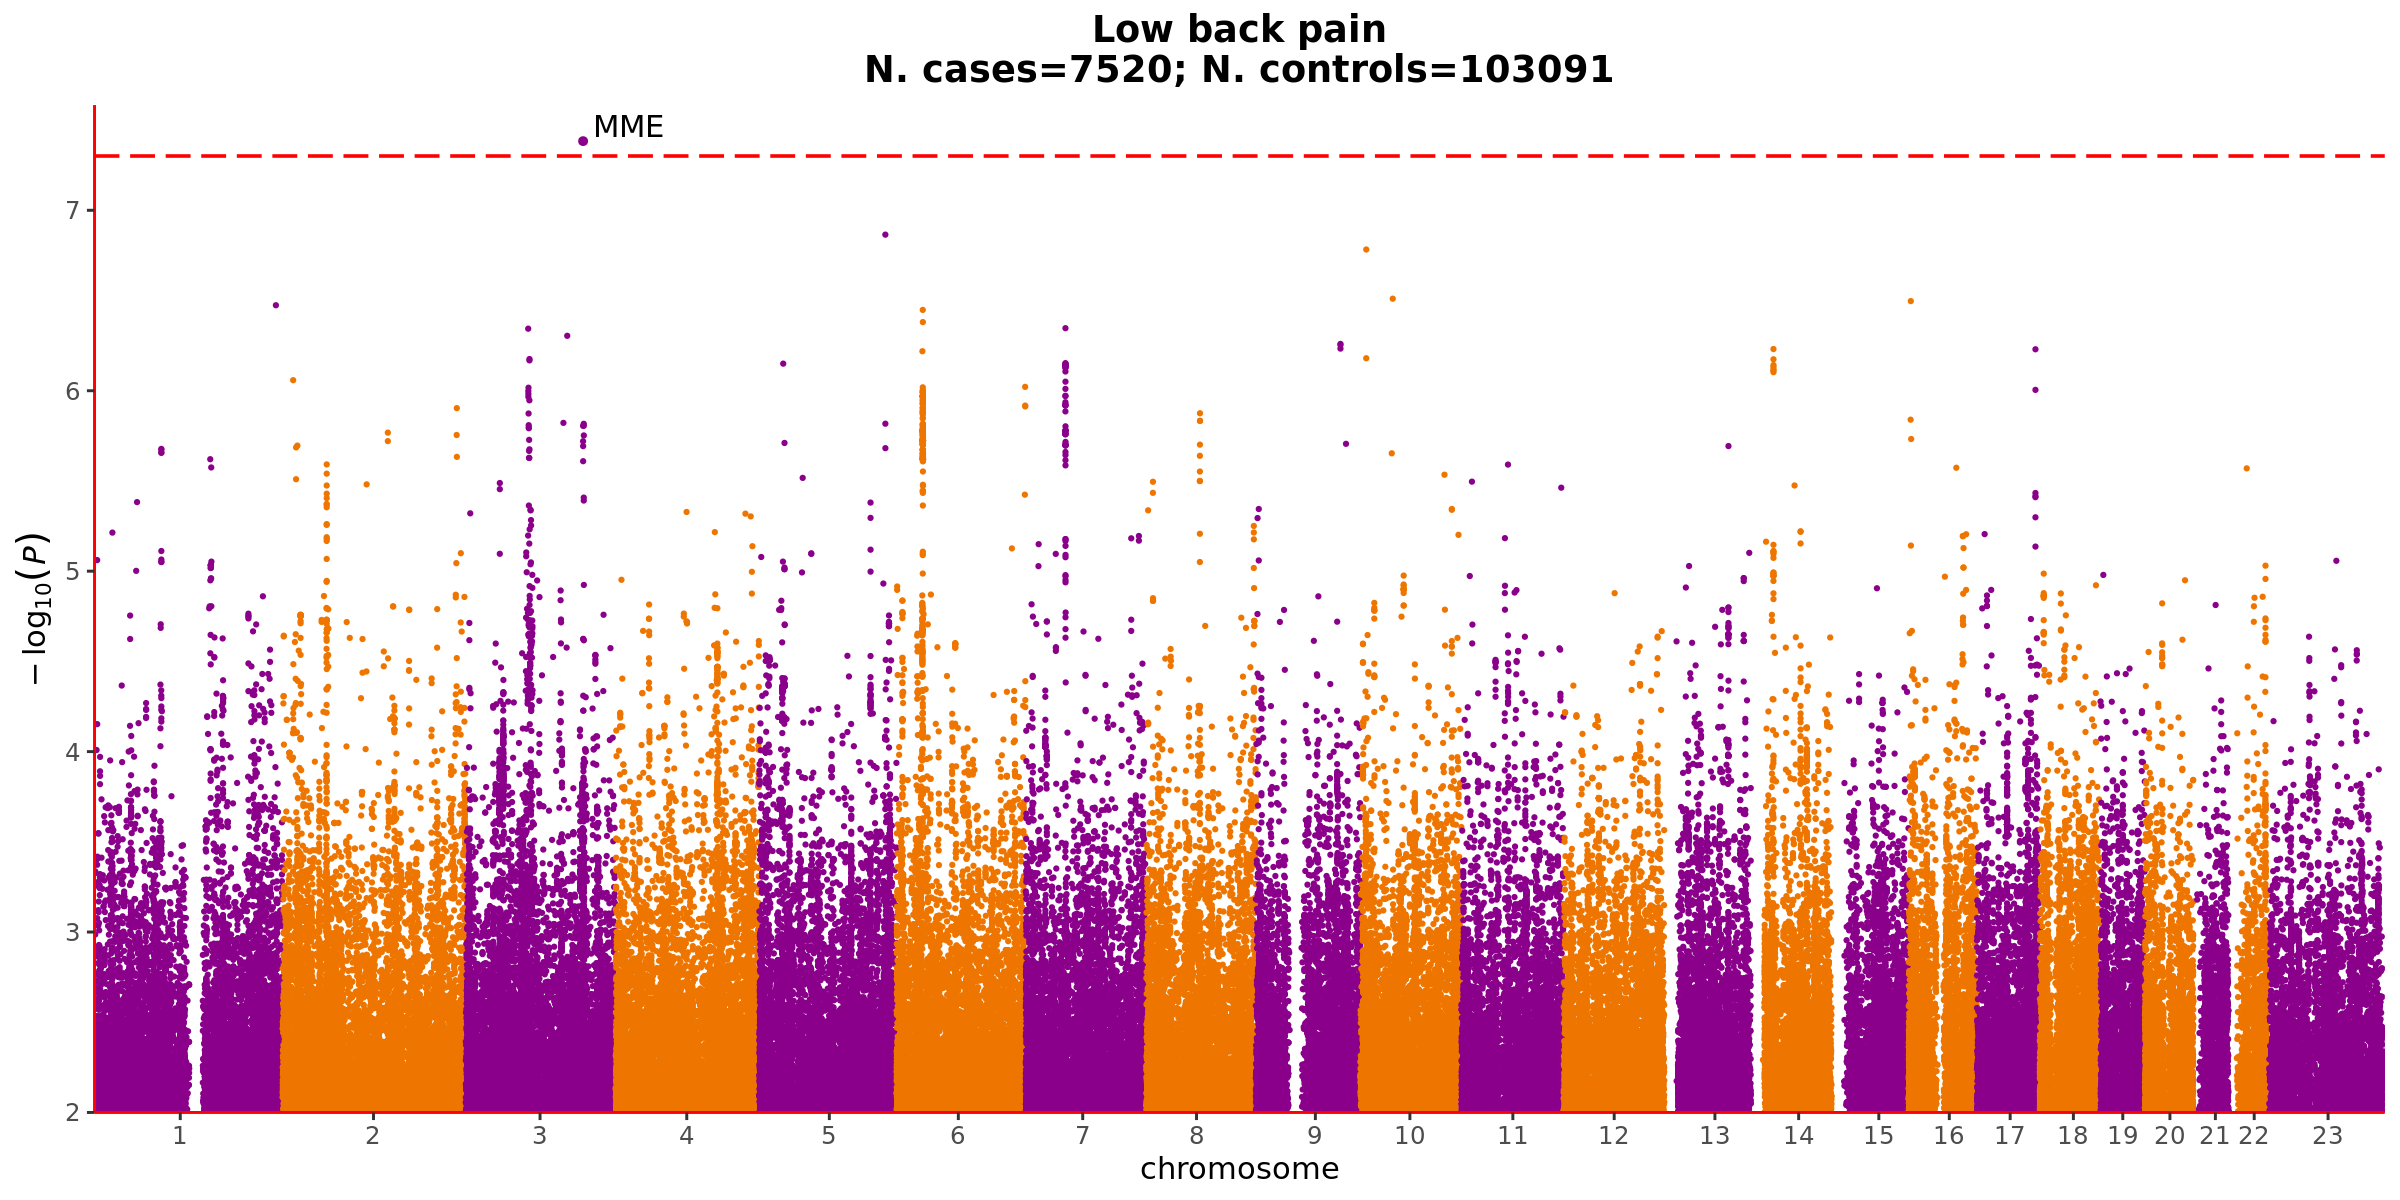 Low back pain
N. cases=7520; N. controls=103091
MME
7
6
5
4
3
2
− log10(P)
1 2 3 4 5 6 7 8 9 10 11 12 13 14 15 16 17 18 19 20 21 22 23
chromosome